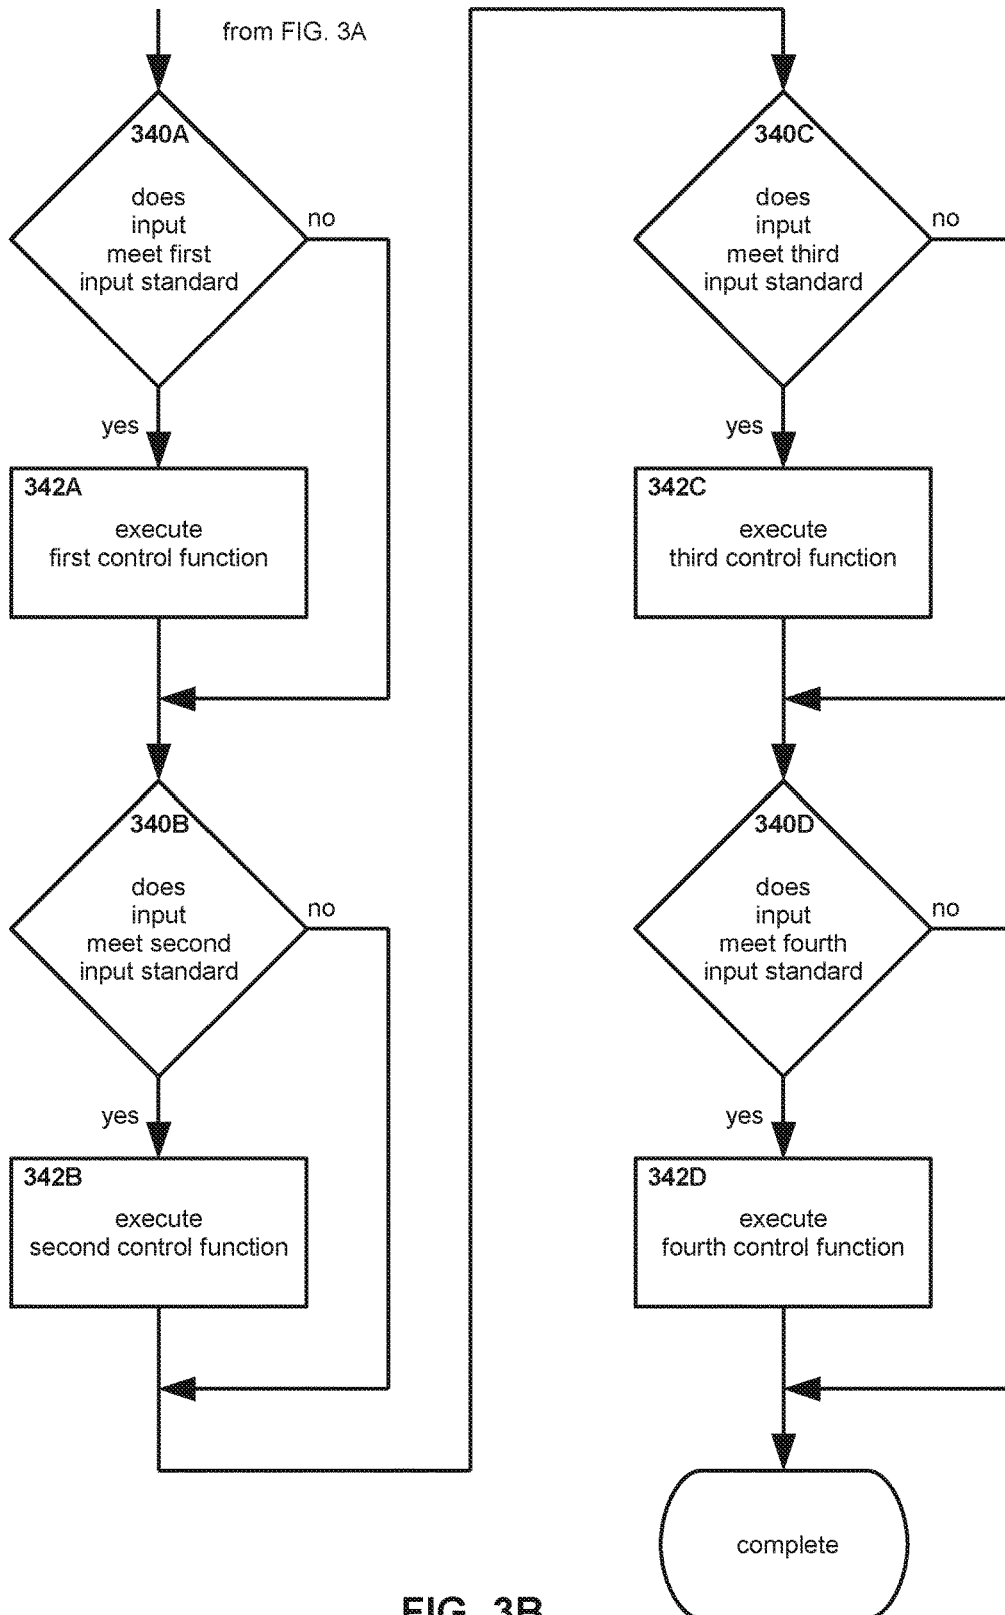 from FIG. 3A
340A
does
input
meet first
input standard
no
yes
342A
execute
first control function
340B
does
input
meet second
input standard
no
yes
342B
execute
second control function
340C
does
input
meet third
input standard
no
yes
342C
execute
third control function
340D
does
input
meet fourth
input standard
no
yes
342D
execute
fourth control function
complete
FIG. 3B